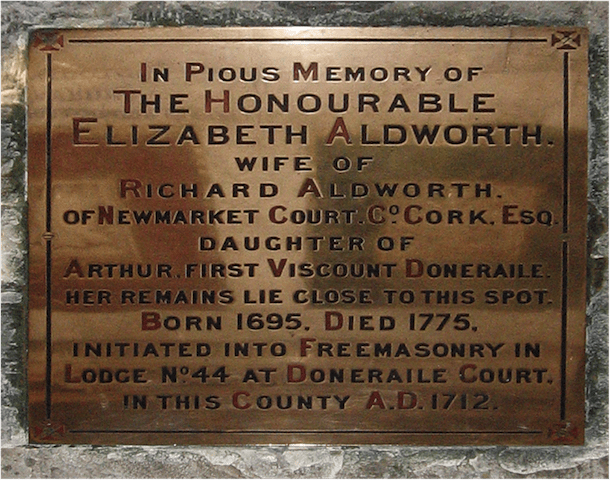 In Pious Memory of
The Honourable
Elizabeth Aldworth.
wife of
Richard Aldworth.
of Newmarket Court. Co. Cork. Esq.
daughter of
Arthur. first Viscount Doneraile.
her remains lie close to this spot.
Born 1695. Died 1775.
initiated into Freemasonry in
Lodge No. 44 at Doneraile Court.
in this County A.D. 1712.